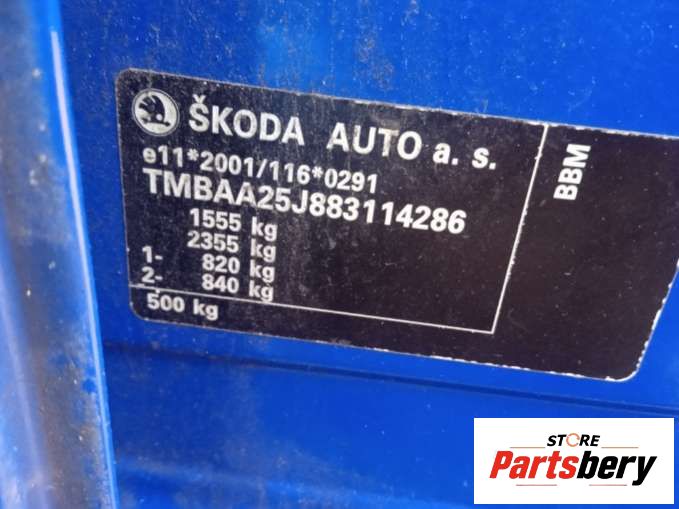 ŠKODA AUTO a. s.
e11*2001/116*0291
TMBAA25J883114286
1555 kg
2355 kg
1- 820 kg
2- 840 kg
500 kg
BBM
STORE
Partsbery